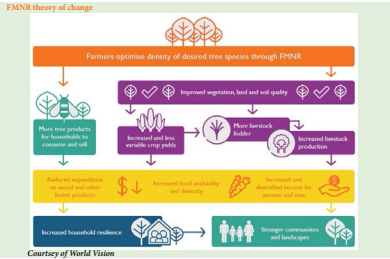 FMNR theory of change
Farmers optimise density of desired tree species through FMNR
Improved vegetation, land and soil quality
More tree products
for households to
consume and sell
Increased and less
variable crop yields
More livestock
fodder
Increased livestock
production
Reduced expenditure
on wood and other
forest products
Increased food availability
and diversity
Increased and
diversified income for
women and men
Increased household resilience
Stronger communities
and landscapes
Courtsey of World Vision